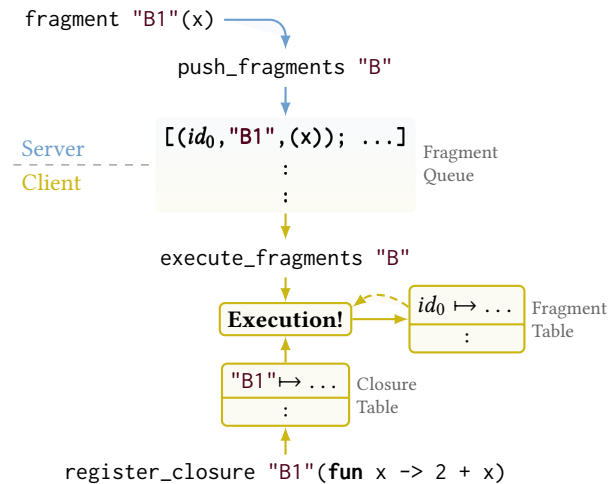 fragment "B1"(x)
push_fragments "B"
[(id₀,"B1",(x)); ...]
:
:
Fragment
Queue
Server
Client
execute_fragments "B"
Execution!
id₀ ↦ ...
:
Fragment
Table
"B1"↦ ...
:
Closure
Table
register_closure "B1"(fun x -> 2 + x)